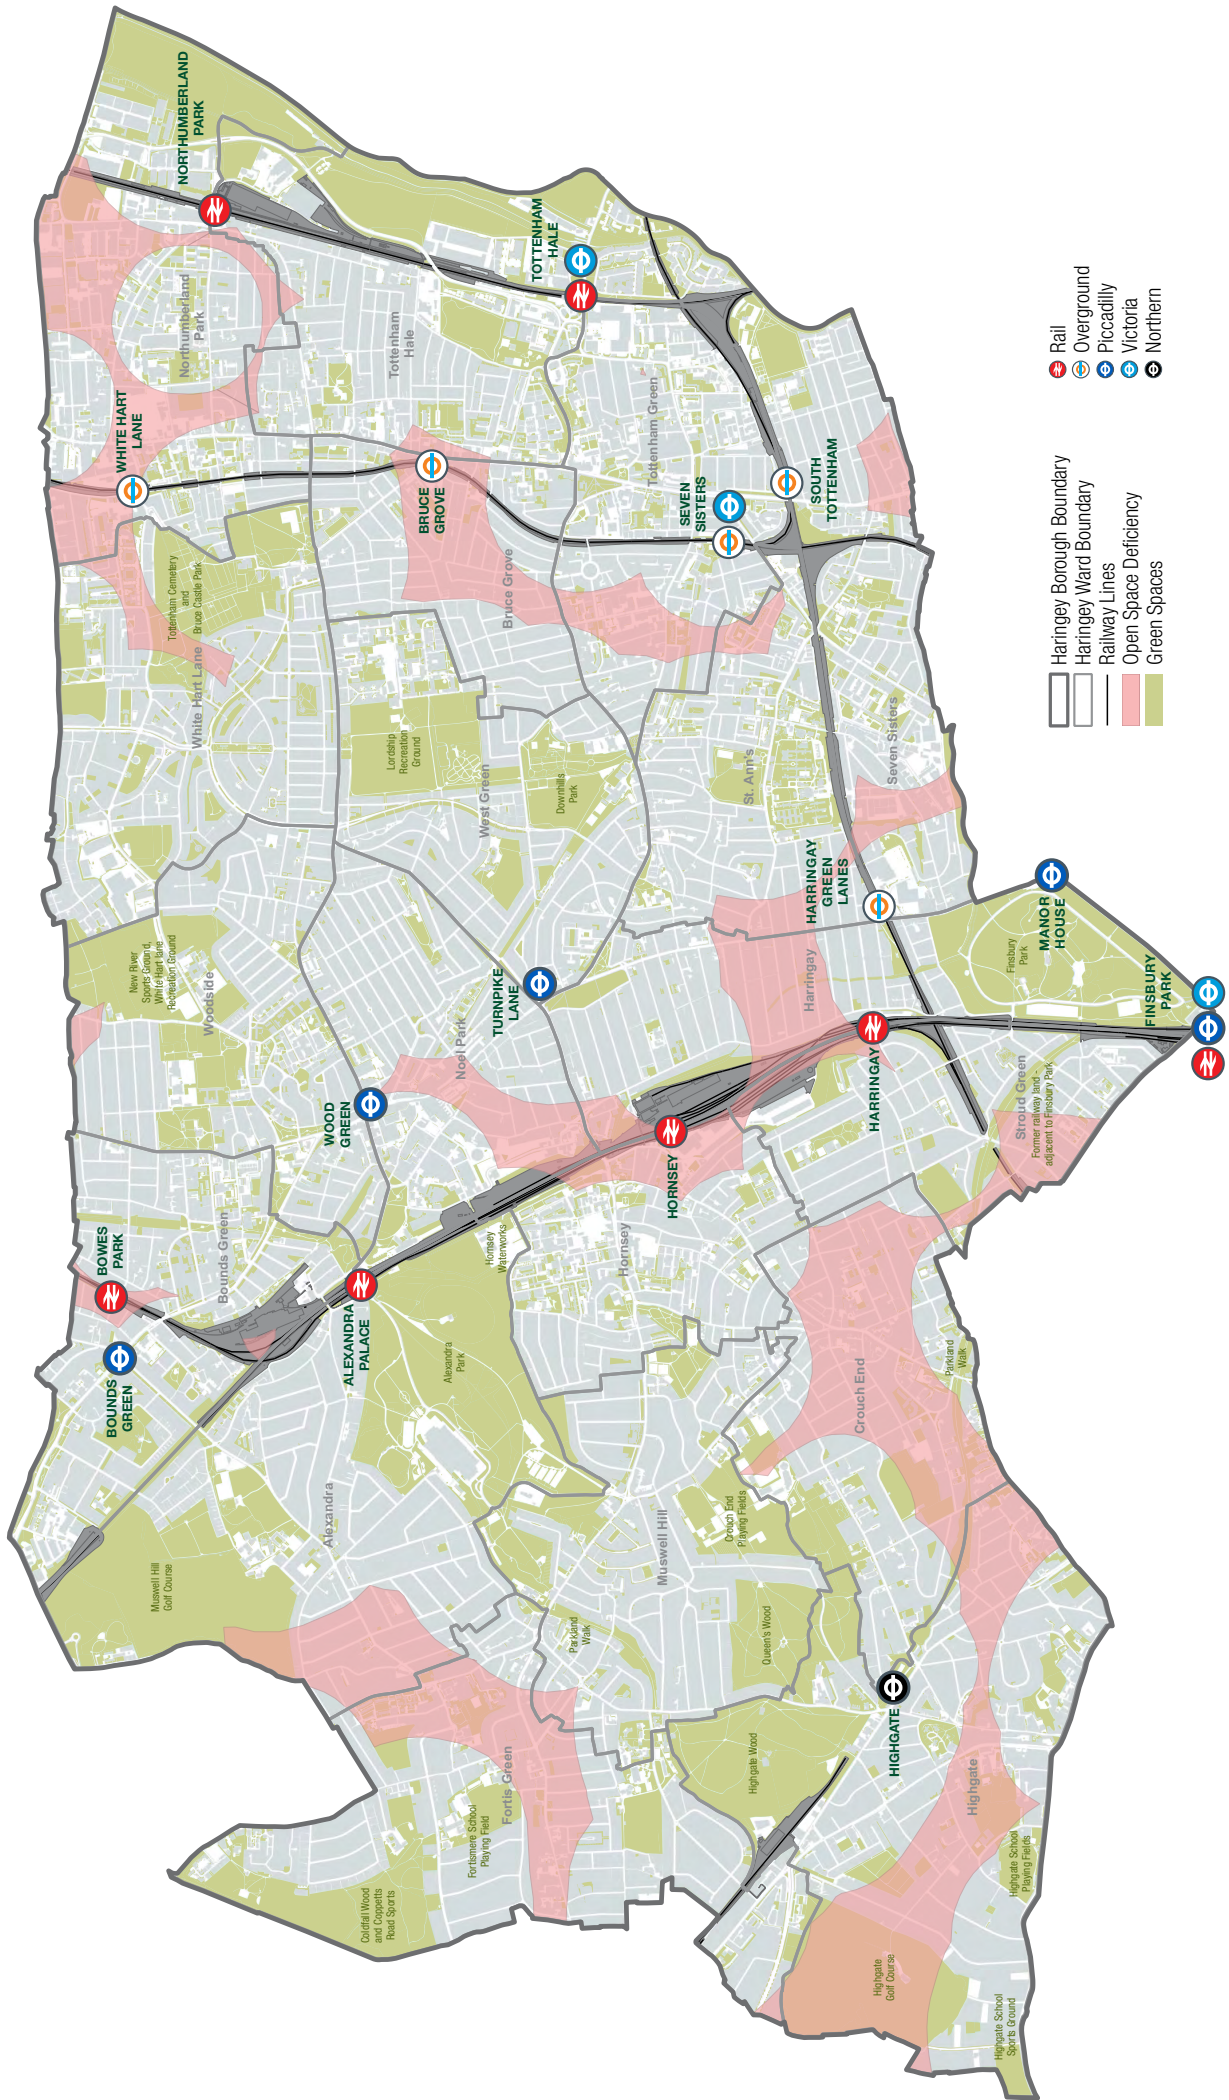 NORTHUMBERLAND
PARK
Northumberland
Park
WHITE HART
LANE
TOTTENHAM
HALE
Tottenham
Hale
BRUCE
GROVE
Bruce Grove
Tottenham Green
SEVEN
SISTERS
SOUTH
TOTTENHAM
Tottenham Cemetery
and
Bruce Castle Park
White Hart Lane
Lordship
Recreation
Ground
West Green
Downhills
Park
St. Ann's
Seven Sisters
HARRINGAY
GREEN
LANES
Harringay
HARRINGAY
MANOR
HOUSE
Finsbury
Park
FINSBURY
PARK
Stroud Green
Former railway land -
adjacent to Finsbury Park
New River
Sports Ground,
White Hart lane
Recreation Ground
Woodside
TURNPIKE
LANE
Noel Park
WOOD
GREEN
HORNSEY
Hornsey
Hornsey
Waterworks
BOWES
PARK
Bounds Green
BOUNDS
GREEN
ALEXANDRA
PALACE
Alexandra
Park
Alexandra
Muswell Hill
Golf Course
Crouch End
Parkland
Walk
Crouch End
Playing Fields
Muswell Hill
Queen's Wood
Parkland
Walk
HIGHGATE
Highgate Wood
Highgate
Fortis Green
Fortismere School
Playing Field
Coldfall Wood
and Coppetts
Road Sports
Highgate School
Playing Fields
Highgate
Golf Course
Highgate School
Sports Ground
Haringey Borough Boundary
Haringey Ward Boundary
Railway Lines
Open Space Deficiency
Green Spaces
Rail
Overground
Piccadilly
Victoria
Northern